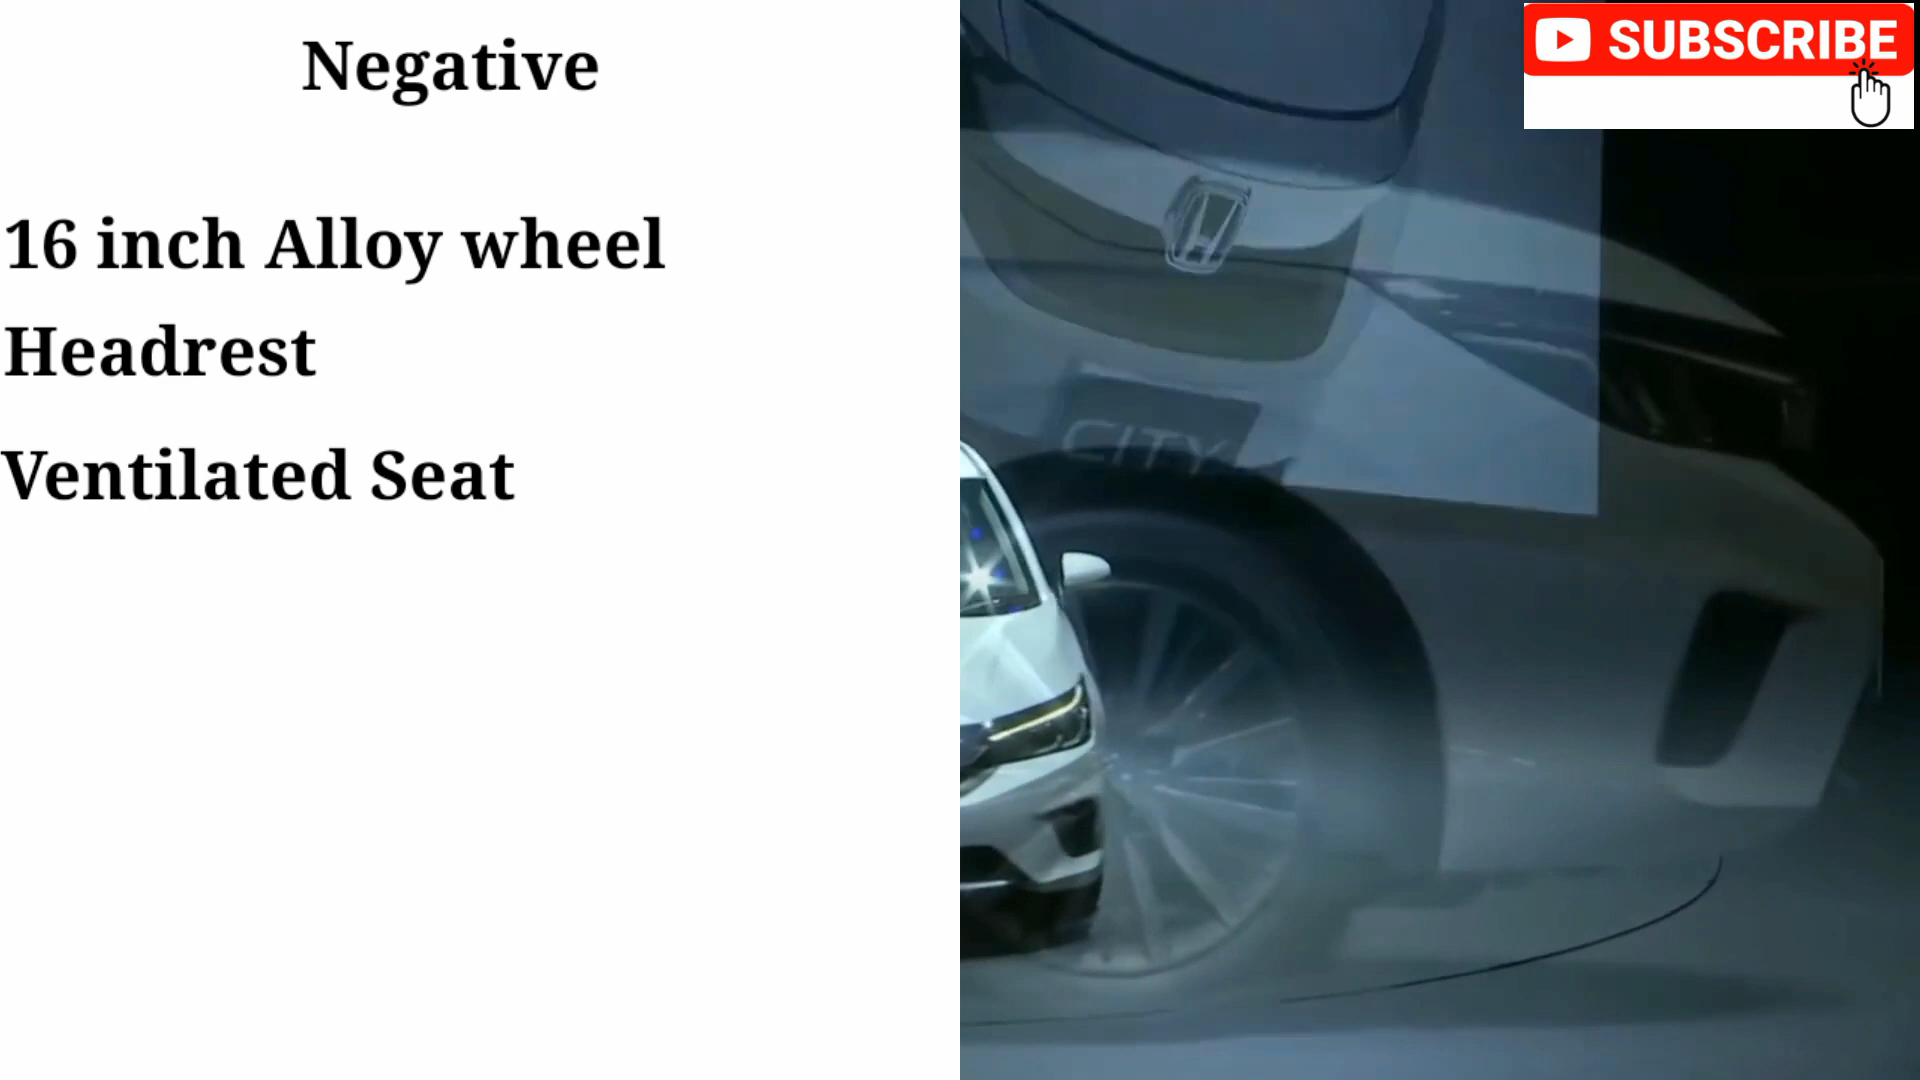 Negative
SUBSCRIBE
16 inch Alloy wheel
Headrest
Ventilated Seat
CITY